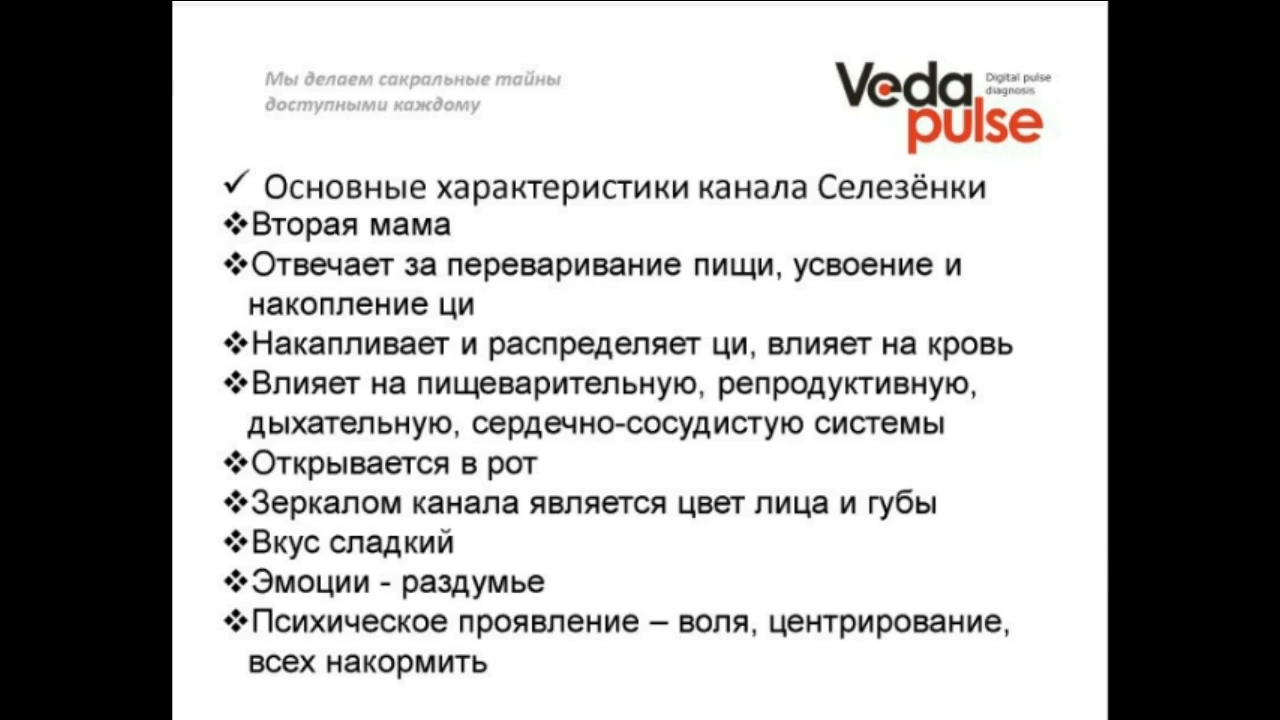 Мы делаем сакральные тайны
доступными каждому
Veda
pulse
Digital pulse
diagnosis
✓ Основные характеристики канала Селезёнки
❖Вторая мама
❖Отвечает за переваривание пищи, усвоение и
накопление ци
❖Накапливает и распределяет ци, влияет на кровь
❖Влияет на пищеварительную, репродуктивную,
дыхательную, сердечно-сосудистую системы
❖Открывается в рот
❖Зеркалом канала является цвет лица и губы
❖Вкус сладкий
❖Эмоции - раздумье
❖Психическое проявление – воля, центрирование,
всех накормить